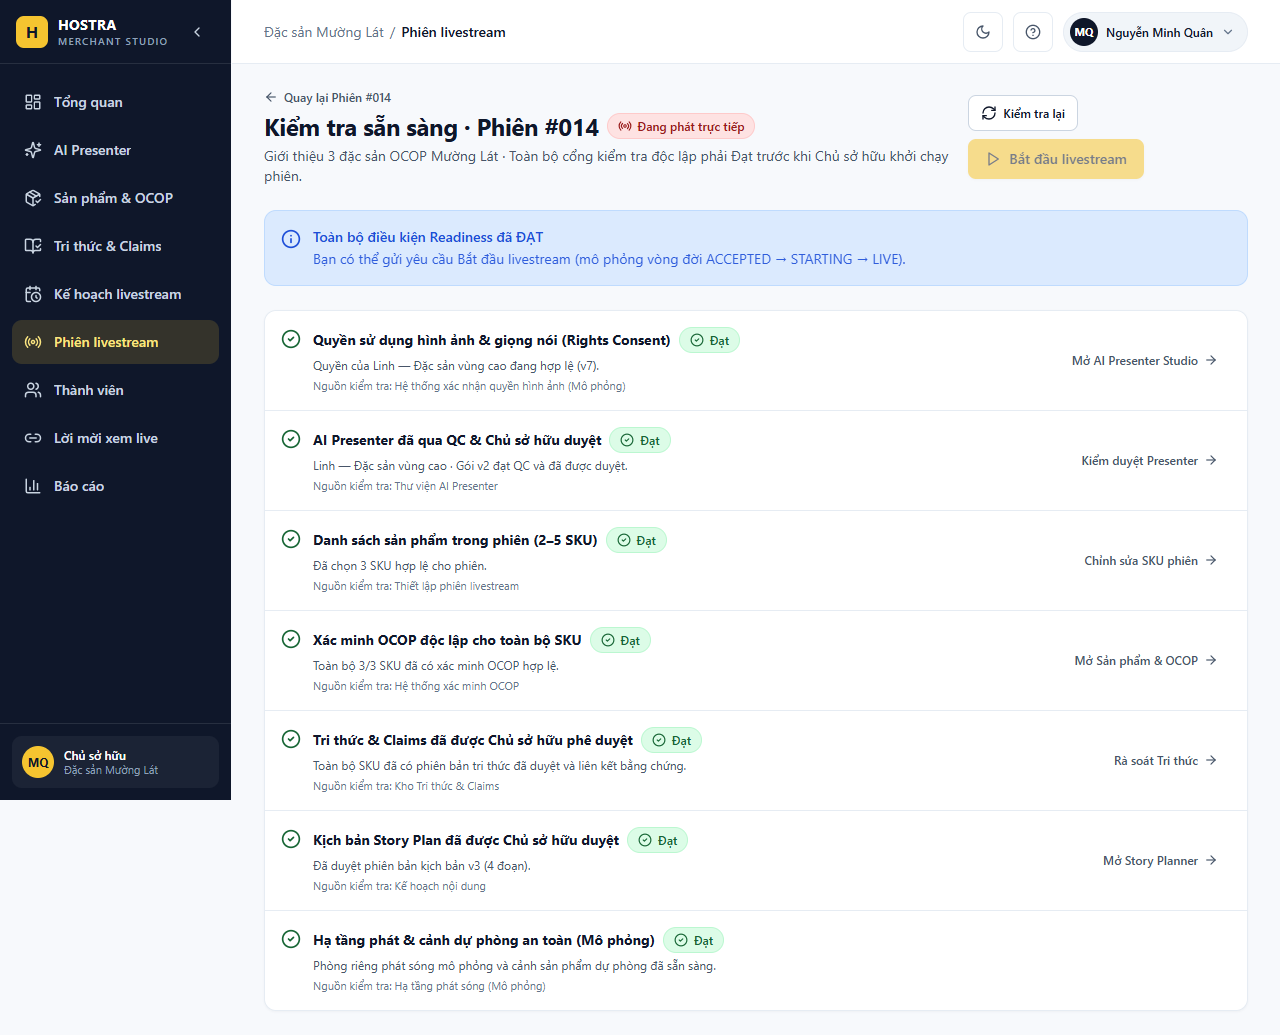 H
HOSTRA
MERCHANT STUDIO
Tổng quan
AI Presenter
Sản phẩm & OCOP
Tri thức & Claims
Kế hoạch livestream
Phiên livestream
Thành viên
Lời mời xem live
Báo cáo
MQ
Chủ sở hữu
Đặc sản Mường Lát
Đặc sản Mường Lát / Phiên livestream
MQ Nguyễn Minh Quân
Quay lại Phiên #014
Kiểm tra sẵn sàng · Phiên #014 Đang phát trực tiếp
Giới thiệu 3 đặc sản OCOP Mường Lát · Toàn bộ cổng kiểm tra độc lập phải Đạt trước khi Chủ sở hữu khởi chạy
phiên.
Kiểm tra lại
Bắt đầu livestream
Toàn bộ điều kiện Readiness đã ĐẠT
Bạn có thể gửi yêu cầu Bắt đầu livestream (mô phỏng vòng đời ACCEPTED → STARTING → LIVE).
Quyền sử dụng hình ảnh & giọng nói (Rights Consent) Đạt
Quyền của Linh — Đặc sản vùng cao đang hợp lệ (v7).
Nguồn kiểm tra: Hệ thống xác nhận quyền hình ảnh (Mô phỏng)
Mở AI Presenter Studio →
AI Presenter đã qua QC & Chủ sở hữu duyệt Đạt
Linh — Đặc sản vùng cao · Gói v2 đạt QC và đã được duyệt.
Nguồn kiểm tra: Thư viện AI Presenter
Kiểm duyệt Presenter →
Danh sách sản phẩm trong phiên (2–5 SKU) Đạt
Đã chọn 3 SKU hợp lệ cho phiên.
Nguồn kiểm tra: Thiết lập phiên livestream
Chỉnh sửa SKU phiên →
Xác minh OCOP độc lập cho toàn bộ SKU Đạt
Toàn bộ 3/3 SKU đã có xác minh OCOP hợp lệ.
Nguồn kiểm tra: Hệ thống xác minh OCOP
Mở Sản phẩm & OCOP →
Tri thức & Claims đã được Chủ sở hữu phê duyệt Đạt
Toàn bộ SKU đã có phiên bản tri thức đã duyệt và liên kết bằng chứng.
Nguồn kiểm tra: Kho Tri thức & Claims
Rà soát Tri thức →
Kịch bản Story Plan đã được Chủ sở hữu duyệt Đạt
Đã duyệt phiên bản kịch bản v3 (4 đoạn).
Nguồn kiểm tra: Kế hoạch nội dung
Mở Story Planner →
Hạ tầng phát & cảnh dự phòng an toàn (Mô phỏng) Đạt
Phòng riêng phát sóng mô phỏng và cảnh sản phẩm dự phòng đã sẵn sàng.
Nguồn kiểm tra: Hạ tầng phát sóng (Mô phỏng)